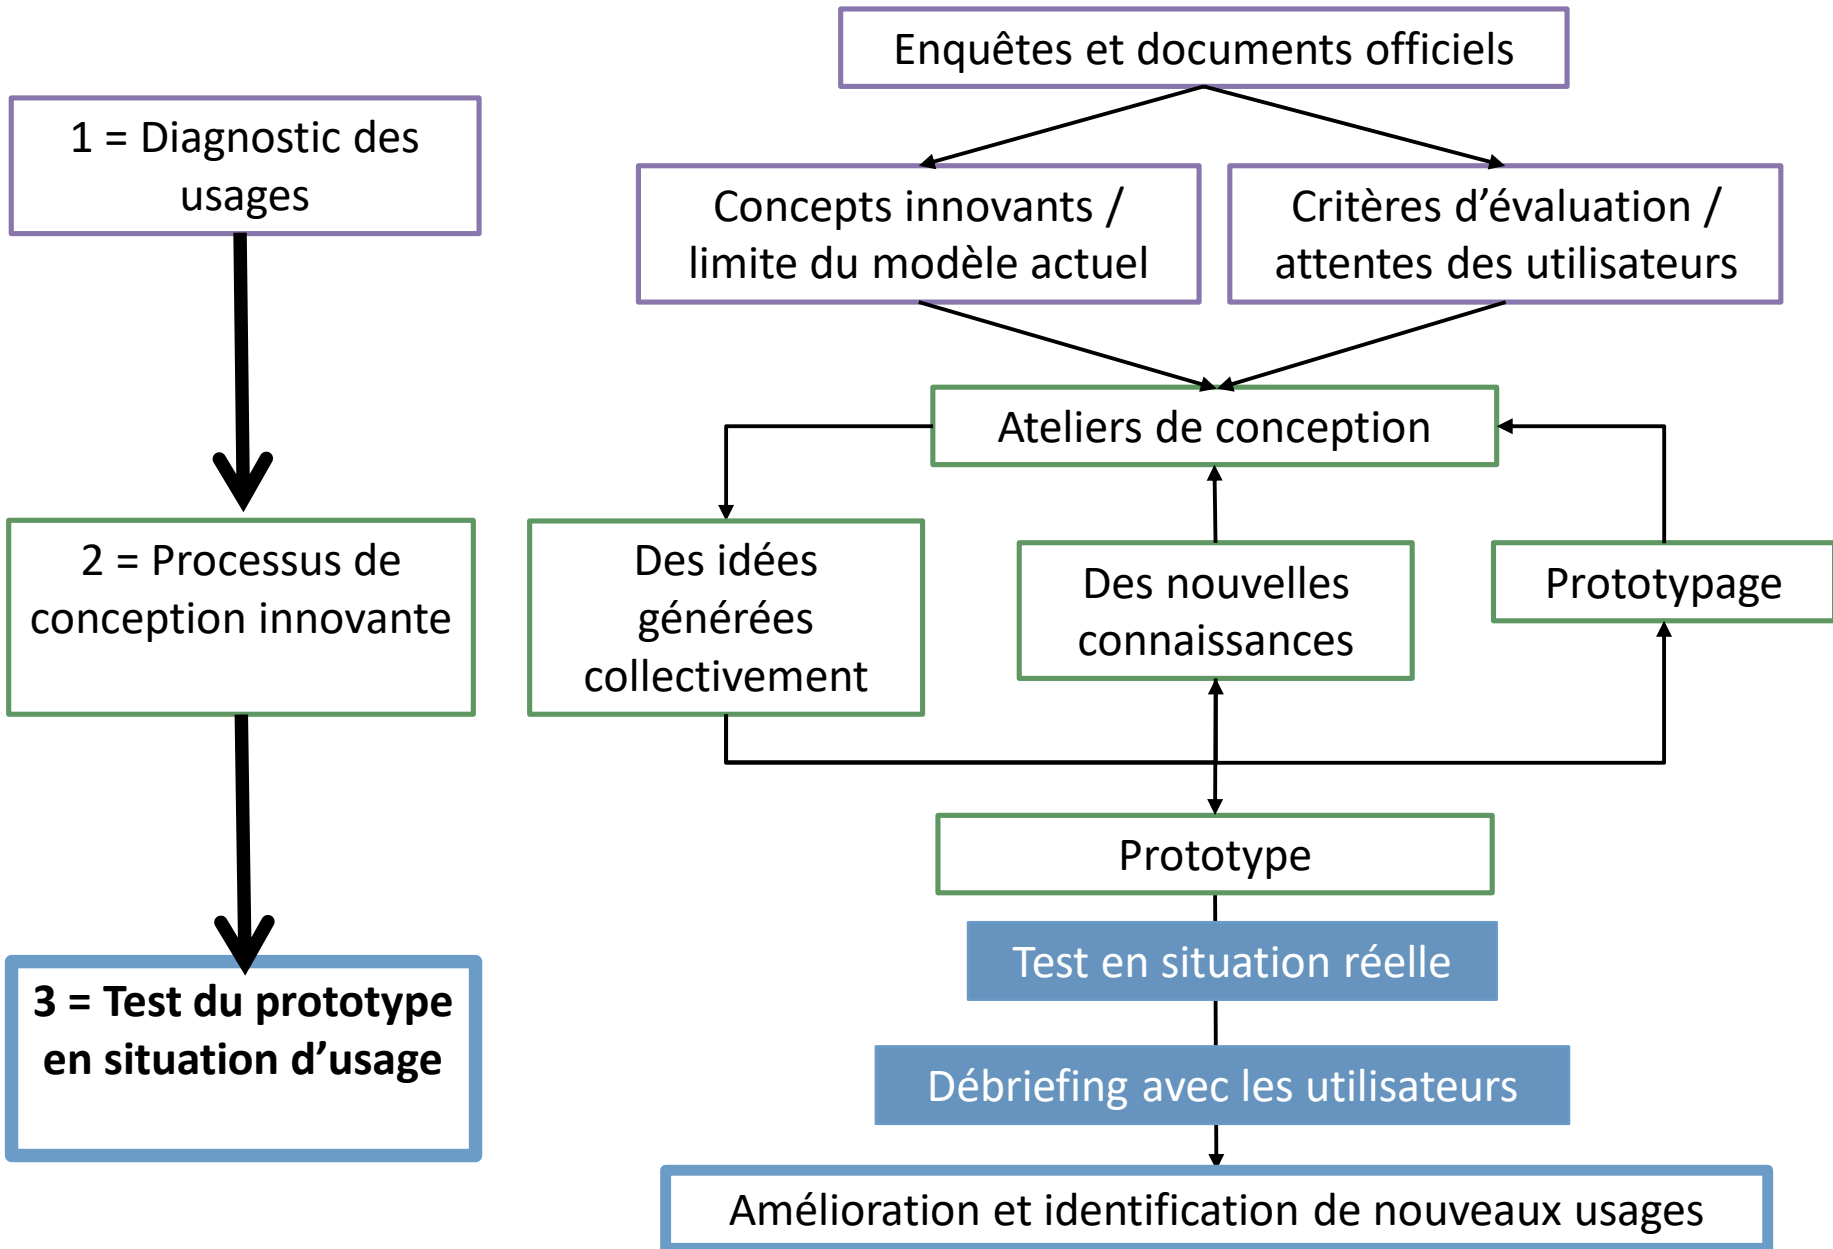 Enquêtes et documents officiels
1 = Diagnostic des
usages
Concepts innovants /
limite du modèle actuel
Critères d’évaluation /
attentes des utilisateurs
Ateliers de conception
2 = Processus de
conception innovante
Des idées
générées
collectivement
Des nouvelles
connaissances
Prototypage
Prototype
3 = Test du prototype
en situation d’usage
Test en situation réelle
Débriefing avec les utilisateurs
Amélioration et identification de nouveaux usages